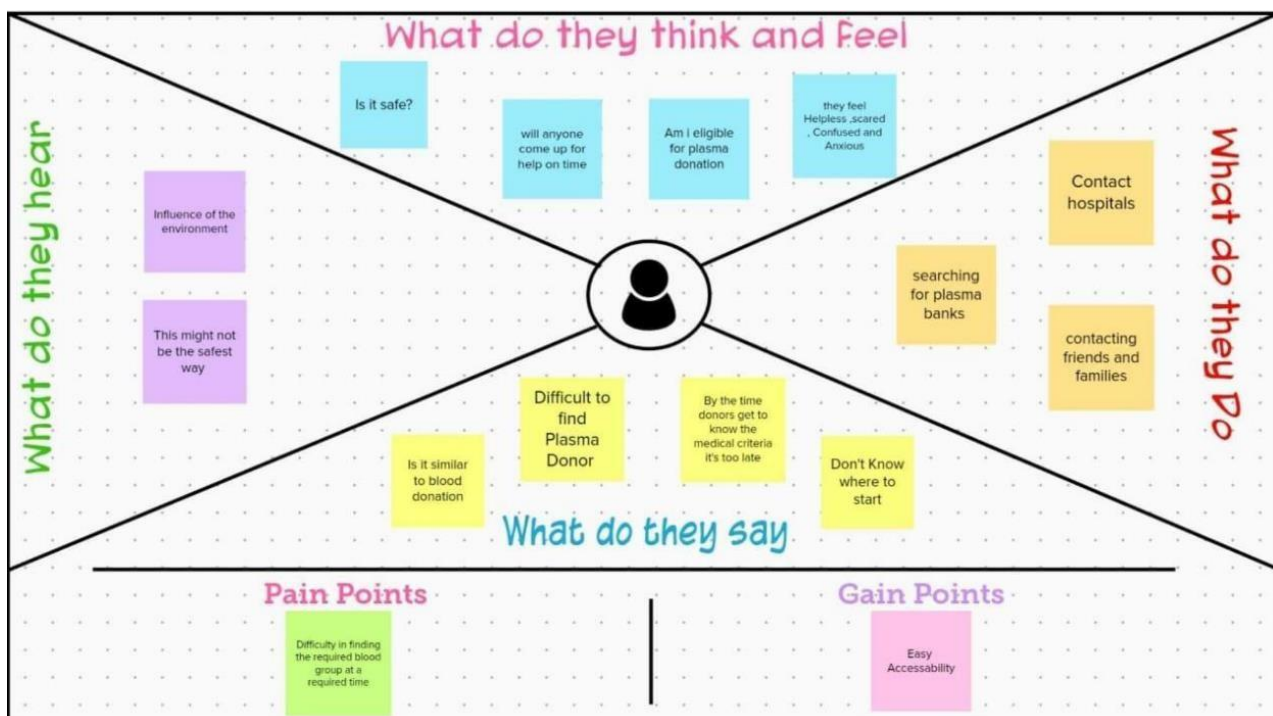 What do they think and Feel
Is it safe?
will anyone
come up for
help on time
Am i eligible
for plasma
donation
they feel
Helpless ,scared
, Confused and
Anxious
What do they hear
Influence of the
environment
This might not
be the safest
way
What do they Do
Contact
hospitals
searching
for plasma
banks
contacting
friends and
families
Is it similar
to blood
donation
Difficult to
find
Plasma
Donor
By the time
donors get to
know the
medical criteria
it's too late
Don't Know
where to
start
What do they say
Pain Points
Difficulty in finding
the required blood
group at a
required time
Gain Points
Easy
Accessability